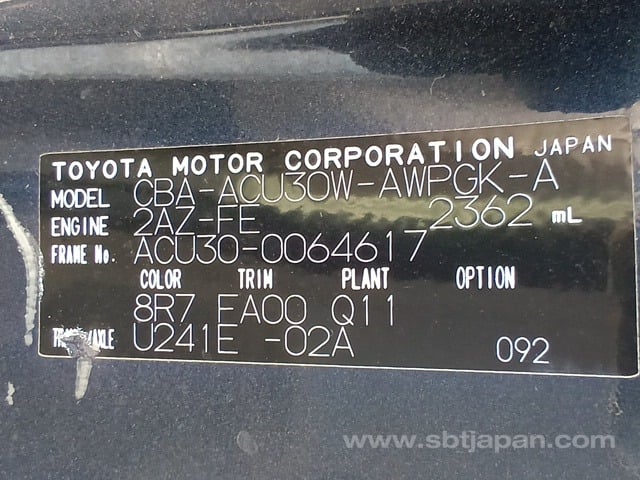 TOYOTA MOTOR CORPORATION JAPAN
MODEL CBA-ACU30W-AWPGK-A
ENGINE 2AZ-FE 2362 mL
FRAME No. ACU30-0064617
COLOR TRIM PLANT OPTION
8R7 EA00 Q11
U241E -02A 092
www.sbtjapan.com